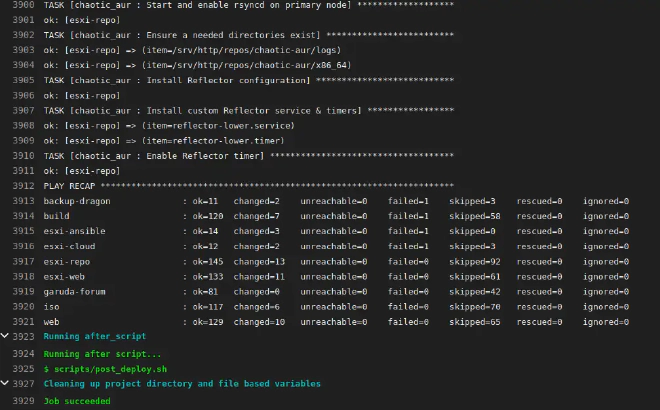 3900 TASK [chaotic_aur : Start and enable rsyncd on primary node] *******************
3901 ok: [esxi-repo]
3902 TASK [chaotic_aur : Ensure a needed directories exist] *************************
3903 ok: [esxi-repo] => (item=/srv/http/repos/chaotic-aur/logs)
3904 ok: [esxi-repo] => (item=/srv/http/repos/chaotic-aur/x86_64)
3905 TASK [chaotic_aur : Install Reflector configuration] ***************************
3906 ok: [esxi-repo]
3907 TASK [chaotic_aur : Install custom Reflector service & timers] *****************
3908 ok: [esxi-repo] => (item=reflector-lower.service)
3909 ok: [esxi-repo] => (item=reflector-lower.timer)
3910 TASK [chaotic_aur : Enable Reflector timer] ************************************
3911 ok: [esxi-repo]
3912 PLAY RECAP *********************************************************************
3913 backup-dragon : ok=11 changed=2 unreachable=0 failed=1 skipped=3 rescued=0 ignored=0
3914 build : ok=120 changed=7 unreachable=0 failed=1 skipped=58 rescued=0 ignored=0
3915 esxi-ansible : ok=14 changed=3 unreachable=0 failed=1 skipped=0 rescued=0 ignored=0
3916 esxi-cloud : ok=12 changed=2 unreachable=0 failed=1 skipped=3 rescued=0 ignored=0
3917 esxi-repo : ok=145 changed=13 unreachable=0 failed=0 skipped=92 rescued=0 ignored=0
3918 esxi-web : ok=133 changed=11 unreachable=0 failed=0 skipped=61 rescued=0 ignored=0
3919 garuda-forum : ok=81 changed=0 unreachable=0 failed=0 skipped=42 rescued=0 ignored=0
3920 iso : ok=117 changed=6 unreachable=0 failed=0 skipped=70 rescued=0 ignored=0
3921 web : ok=129 changed=10 unreachable=0 failed=0 skipped=65 rescued=0 ignored=0
3923 Running after_script
3924 Running after script...
3925 $ scripts/post_deploy.sh
3927 Cleaning up project directory and file based variables
3929 Job succeeded